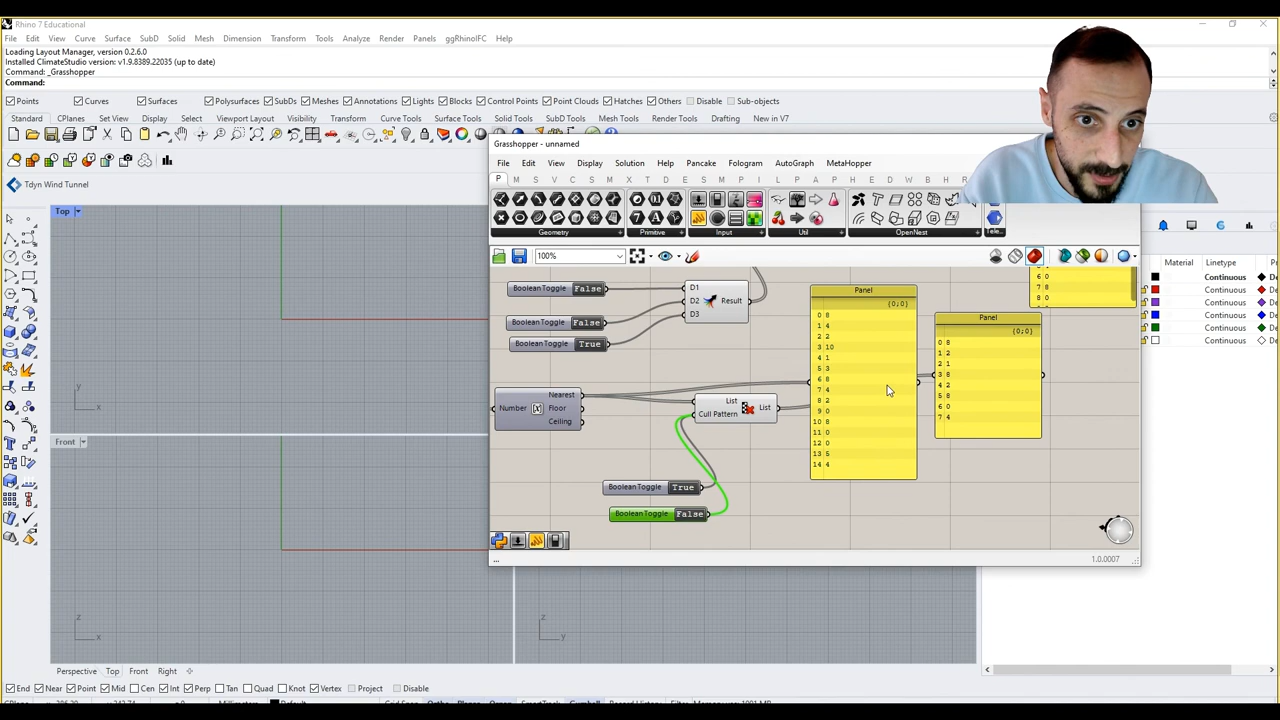 Rhino 7 Educational
File Edit View Curve Surface SubD Solid Mesh Dimension Transform Tools Analyze Render Panels ggRhinoIFC Help
Loading Layout Manager, version 0.2.6.0
Installed ClimateStudio version: v1.9.8389.22035 (up to date)
Command: _Grasshopper
Command:
Points Curves Surfaces Polysurfaces SubDs Meshes Annotations Lights Blocks Control Points Point Clouds Hatches Others Disable Sub-objects
Standard CPlanes Set View Display Select Viewport Layout Visibility Transform Curve Tools Surface Tools Solid Tools SubD Tools Mesh Tools Render Tools Drafting New in V7
Tdyn Wind Tunnel
Top
Front
Grasshopper - unnamed
File Edit View Display Solution Help Pancake Fologram AutoGraph MetaHopper
P M S V C S M I T D
Geometry Primitive Input Util OpenNest Tele..
100%
Boolean Toggle False
Boolean Toggle False
Boolean Toggle True
D1
D2
D3
Result
Number
Nearest
Floor
Ceiling
List
Cull Pattern
List
Boolean Toggle True
Boolean Toggle False
Panel
{0;0}
0 8
1 4
2 2
3 10
4 1
5 3
6 8
7 4
8 2
9 0
10 8
11 0
12 0
13 5
14 4
Panel
{0;0}
0 8
1 2
2 1
3 8
4 2
5 8
6 0
7 4
6 0
7 8
8 0
...
1.0.0007
Material Linetype
Continuous
Continuous
Continuous
Continuous
Continuous
Continuous
x
y
z
x
z
y
Perspective Top Front Right
End Near Point Mid Cen Int Perp Tan Quad Knot Vertex Project Disable